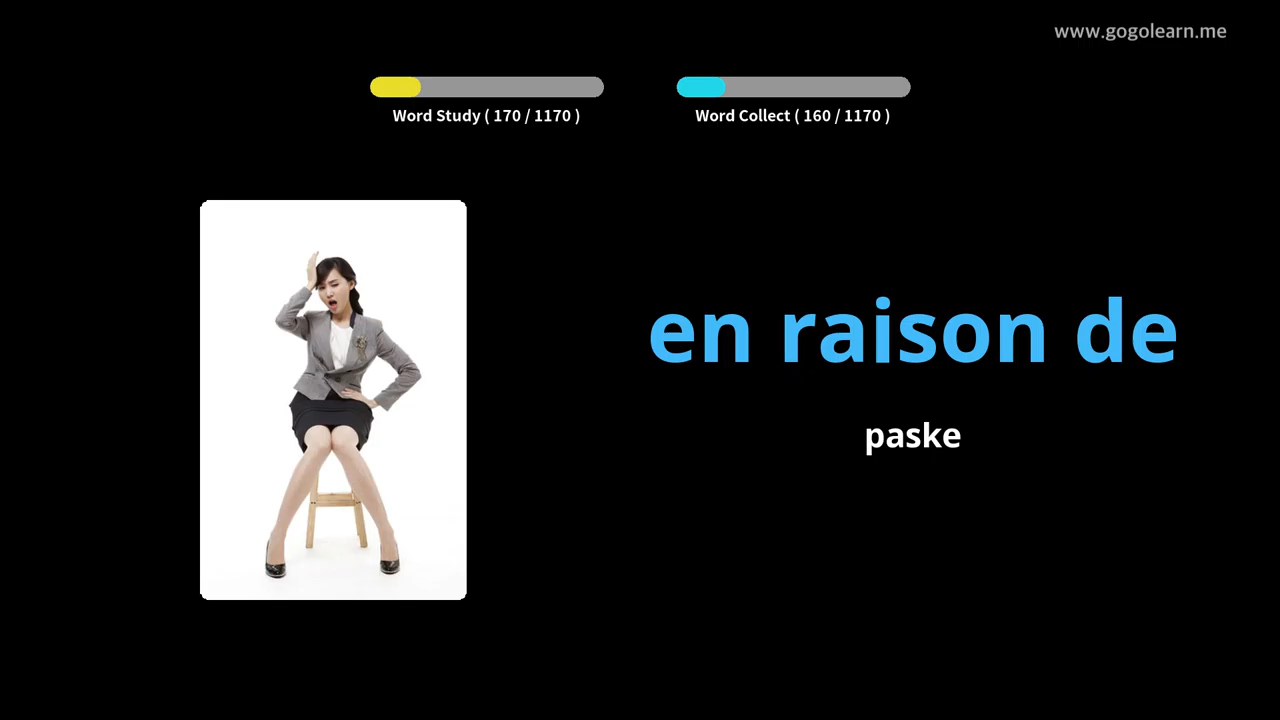 www.gogolearn.me
Word Study ( 170 / 1170 )
Word Collect ( 160 / 1170 )
en raison de
paske